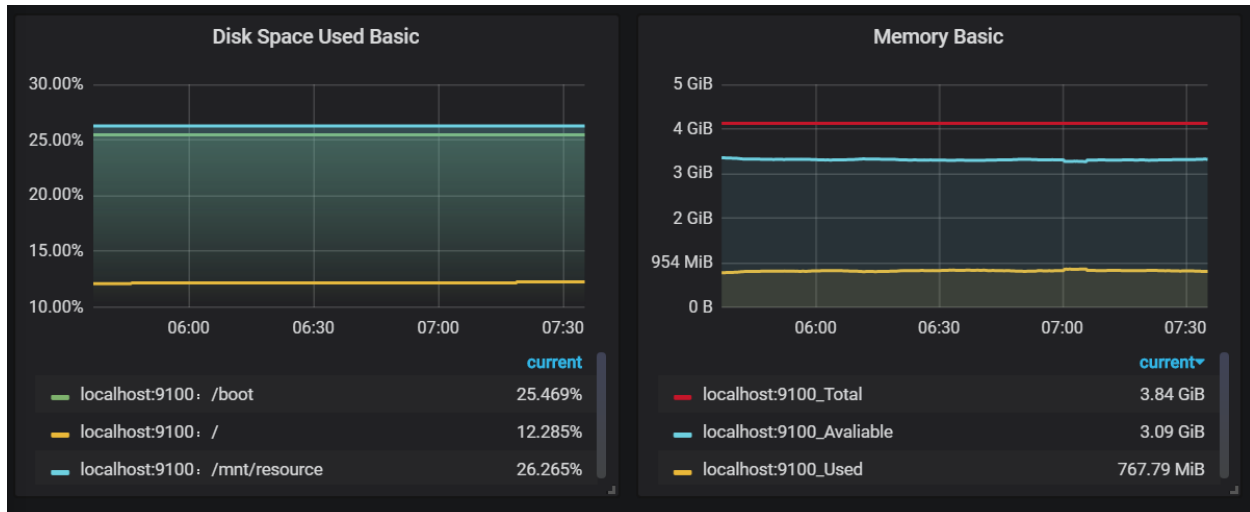 Disk Space Used Basic
30.00%
25.00%
20.00%
15.00%
10.00%
06:00 06:30 07:00 07:30
current
localhost:9100：/boot 25.469%
localhost:9100：/ 12.285%
localhost:9100：/mnt/resource 26.265%
Memory Basic
5 GiB
4 GiB
3 GiB
2 GiB
954 MiB
0 B
06:00 06:30 07:00 07:30
current
localhost:9100_Total 3.84 GiB
localhost:9100_Avaliable 3.09 GiB
localhost:9100_Used 767.79 MiB